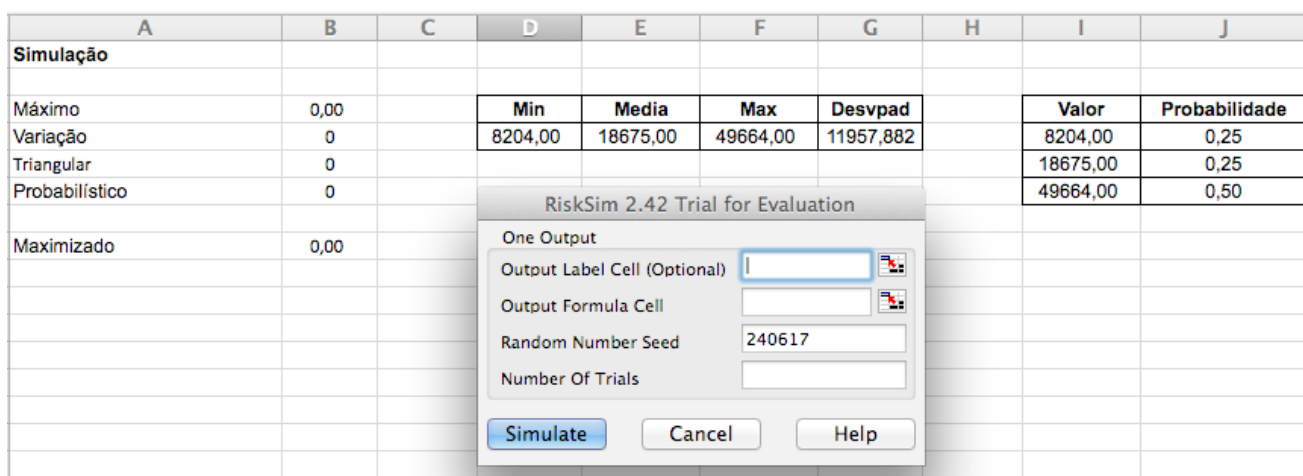 A B C D E F G H I J
Simulação
Máximo 0,00 Min Media Max Desvpad Valor Probabilidade
Variação 0 8204,00 18675,00 49664,00 11957,882 8204,00 0,25
Triangular 0 18675,00 0,25
Probabilístico 0 49664,00 0,50
RiskSim 2.42 Trial for Evaluation
One Output
Maximizado 0,00
Output Label Cell (Optional)
Output Formula Cell
Random Number Seed 240617
Number Of Trials
Simulate Cancel Help